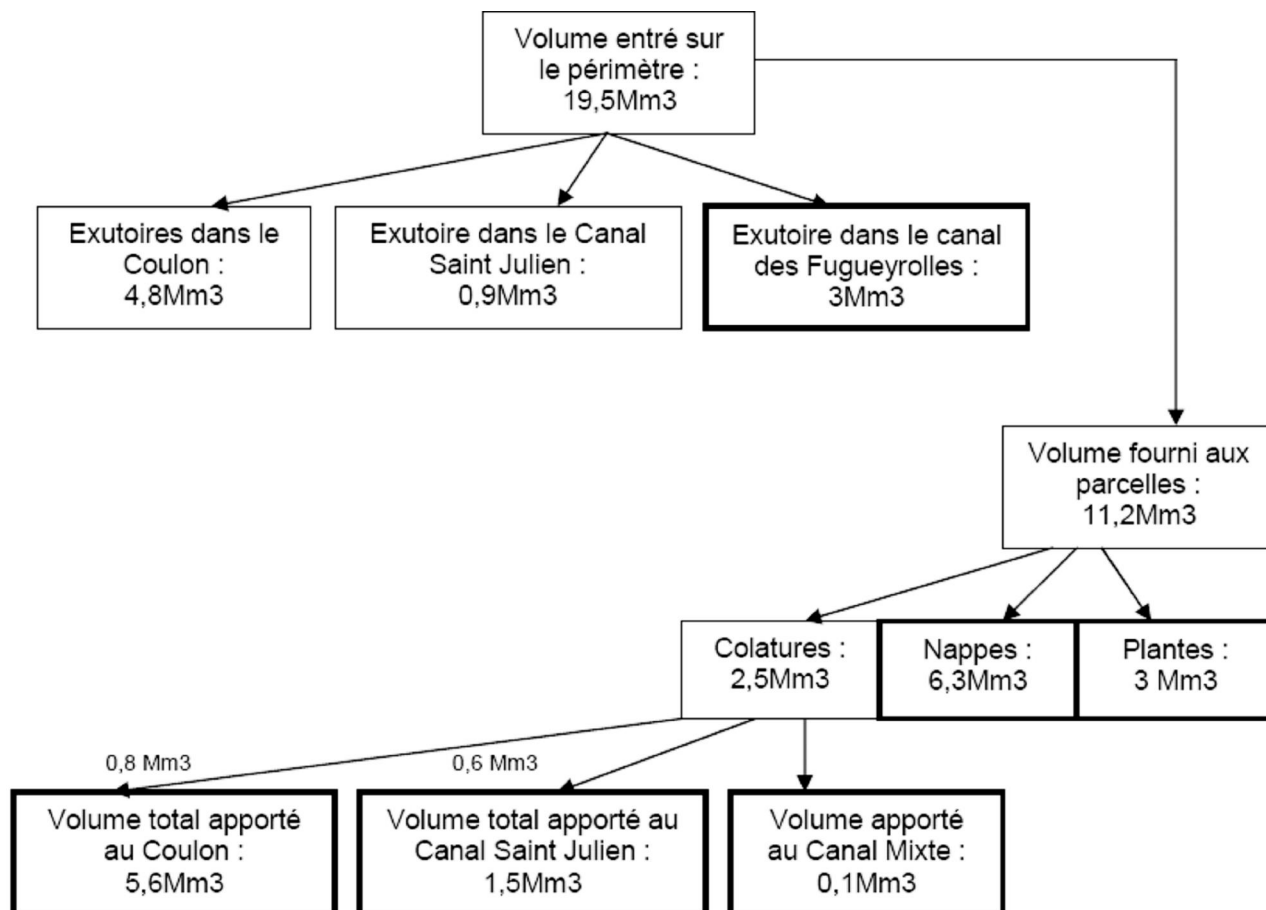 Volume entré sur
le périmètre :
19,5Mm3
Exutoires dans le
Coulon :
4,8Mm3
Exutoire dans le Canal
Saint Julien :
0,9Mm3
Exutoire dans le canal
des Fugueyrolles :
3Mm3
Volume fourni aux
parcelles :
11,2Mm3
Colatures :
2,5Mm3
Nappes :
6,3Mm3
Plantes :
3 Mm3
0,8 Mm3
0,6 Mm3
Volume total apporté
au Coulon :
5,6Mm3
Volume total apporté au
Canal Saint Julien :
1,5Mm3
Volume apporté
au Canal Mixte :
0,1Mm3